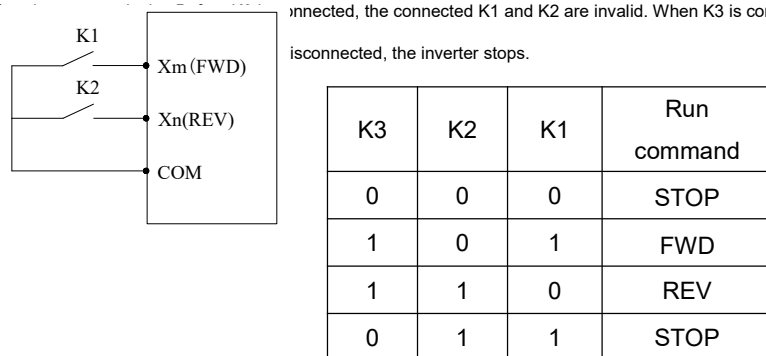 nnected, the connected K1 and K2 are invalid. When K3 is
isconnected, the inverter stops.
K1
Xm(FWD)
K2
Xn(REV)
COM
K3 K2 K1 Run command
0 0 0 STOP
1 0 1 FWD
1 1 0 REV
0 1 1 STOP